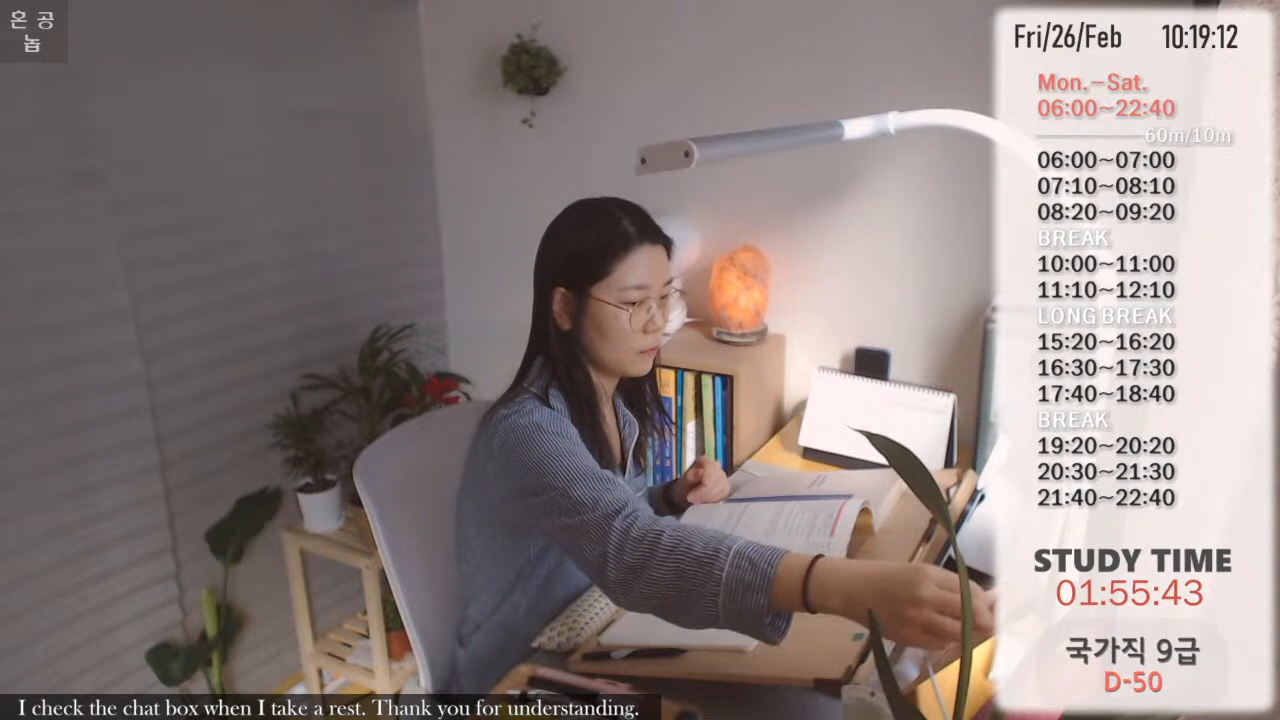 혼 공
놉
Fri/26/Feb 10:19:12
Mon.-Sat.
06:00~22:40
60m/10m
06:00~07:00
07:10~08:10
08:20~09:20
BREAK
10:00~11:00
11:10~12:10
LONG BREAK
15:20~16:20
16:30~17:30
17:40~18:40
BREAK
19:20~20:20
20:30~21:30
21:40~22:40
STUDY TIME
01:55:43
국가직 9급
D-50
I check the chat box when I take a rest. Thank you for understanding.